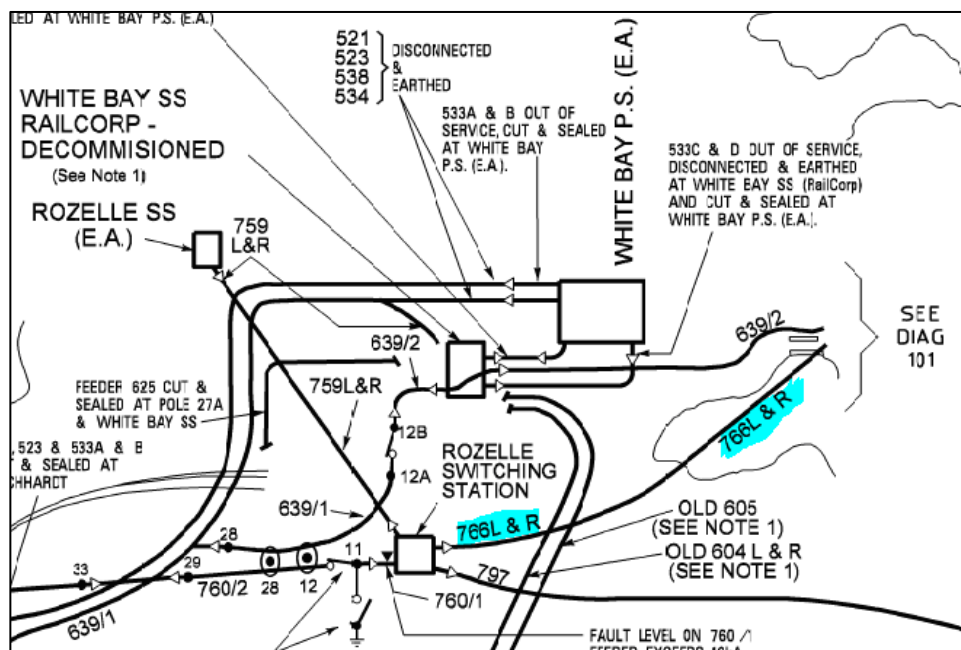 LED AT WHITE BAY P.S. (E.A.)
521
523
538
534
DISCONNECTED
&
EARTHED
WHITE BAY P.S. (E.A.)
WHITE BAY SS
RAILCORP -
DECOMMISIONED
(See Note 1)
533A & B OUT OF
SERVICE, CUT & SEALED
AT WHITE BAY
P.S. (E.A.).
533C & D OUT OF SERVICE,
DISCONNECTED & EARTHED
AT WHITE BAY SS (RailCorp)
AND CUT & SEALED AT
WHITE BAY P.S. (E.A.).
ROZELLE SS
(E.A.)
759
L&R
639/2
639/2
SEE
DIAG
101
FEEDER 625 CUT &
SEALED AT POLE 27A
& WHITE BAY SS
759L&R
766L & R
12B
, 523 & 533A & B
& SEALED AT
CHHARDT
12A
ROZELLE
SWITCHING
STATION
639/1
766L & R
OLD 605
(SEE NOTE 1)
28
11
OLD 604 L & R
(SEE NOTE 1)
33
29
760/2
28
12
760/1
797
639/1
FAULT LEVEL ON 760/1